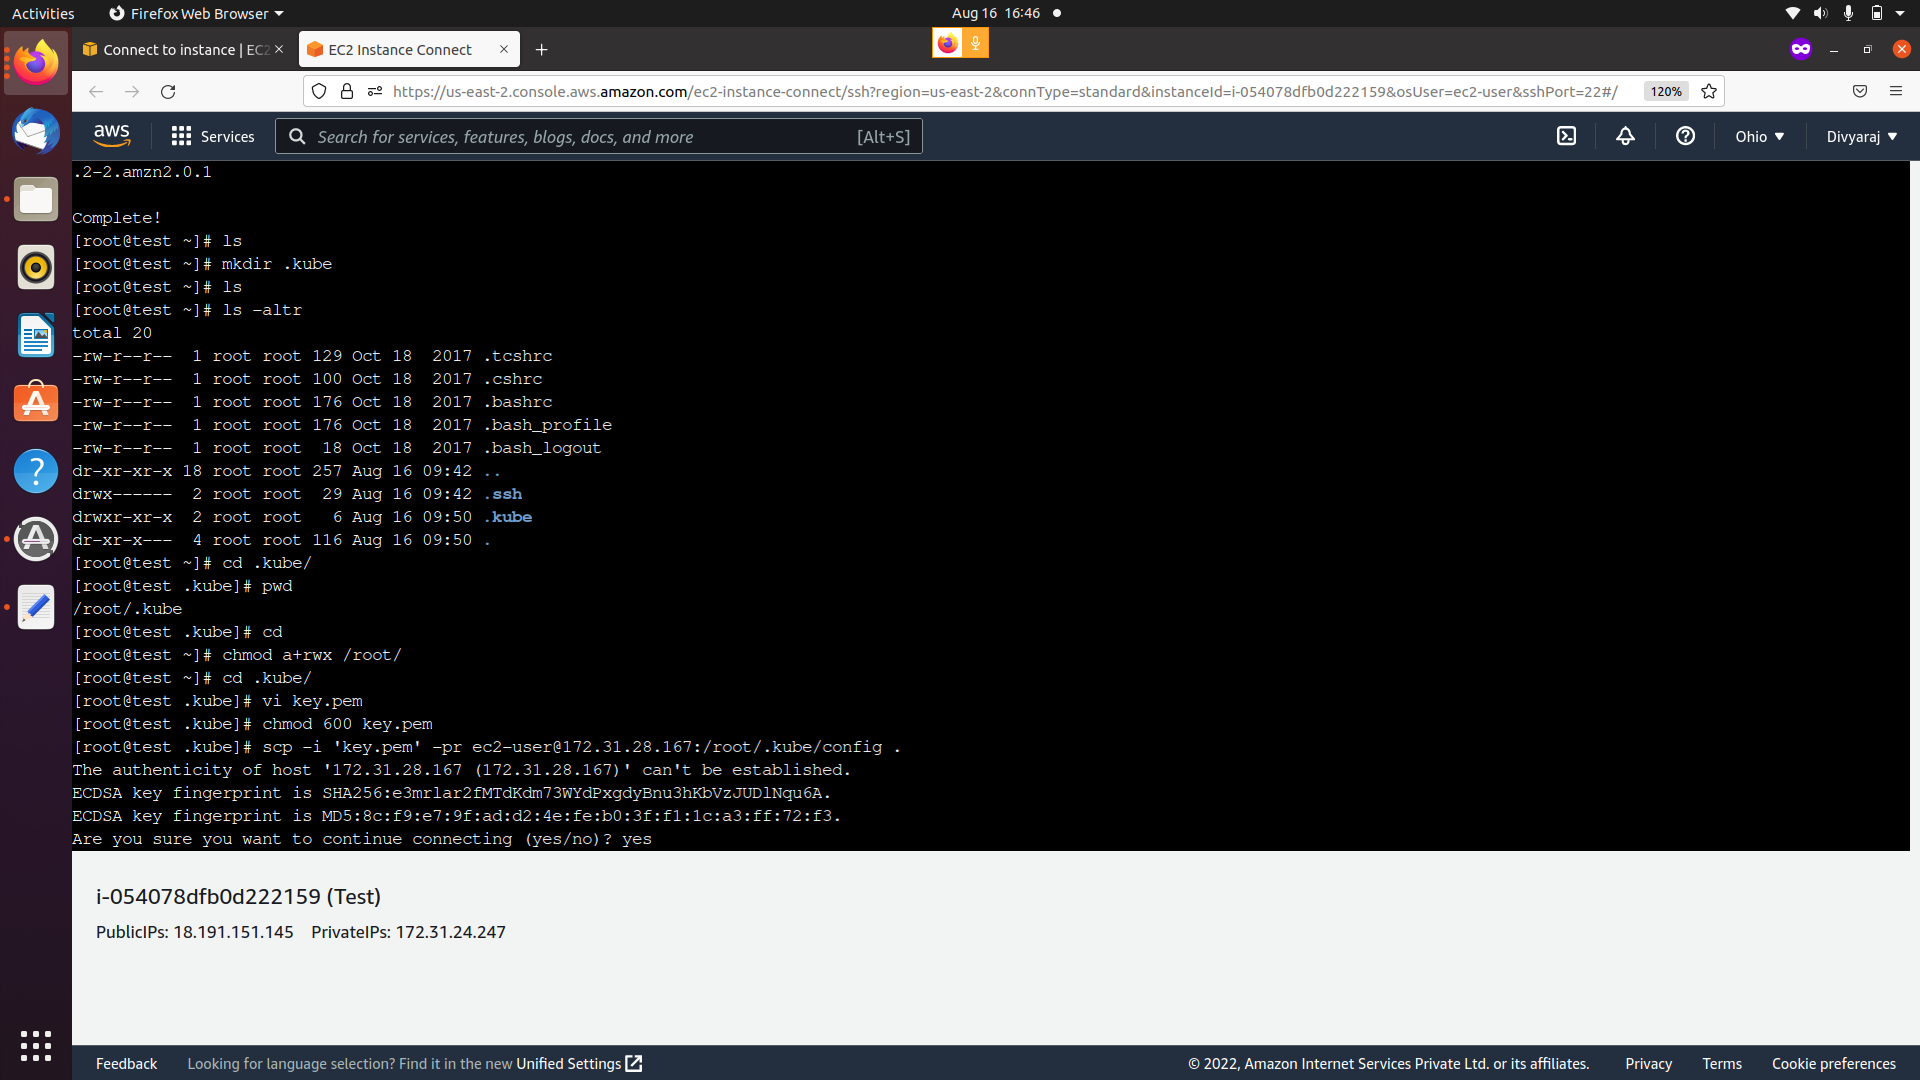 Activities
Firefox Web Browser
Aug 16 16:46
Connect to instance | EC2
EC2 Instance Connect
https://us-east-2.console.aws.amazon.com/ec2-instance-connect/ssh?region=us-east-2&connType=standard&instanceId=i-054078dfb0d222159&osUser=ec2-user&sshPort=22#/
120%
aws
Services
Search for services, features, blogs, docs, and more
[Alt+S]
Ohio
Divyaraj
.2-2.amzn2.0.1
Complete!
[root@test ~]# ls
[root@test ~]# mkdir .kube
[root@test ~]# ls
[root@test ~]# ls -altr
total 20
-rw-r--r-- 1 root root 129 Oct 18 2017 .tcshrc
-rw-r--r-- 1 root root 100 Oct 18 2017 .cshrc
-rw-r--r-- 1 root root 176 Oct 18 2017 .bashrc
-rw-r--r-- 1 root root 176 Oct 18 2017 .bash_profile
-rw-r--r-- 1 root root 18 Oct 18 2017 .bash_logout
dr-xr-xr-x 18 root root 257 Aug 16 09:42 ..
drwx------ 2 root root 29 Aug 16 09:42 .ssh
drwxr-xr-x 2 root root 6 Aug 16 09:50 .kube
dr-xr-x--- 4 root root 116 Aug 16 09:50 .
[root@test ~]# cd .kube/
[root@test .kube]# pwd
/root/.kube
[root@test .kube]# cd
[root@test ~]# chmod a+rwx /root/
[root@test ~]# cd .kube/
[root@test .kube]# vi key.pem
[root@test .kube]# chmod 600 key.pem
[root@test .kube]# scp -i 'key.pem' -pr ec2-user@172.31.28.167:/root/.kube/config .
The authenticity of host '172.31.28.167 (172.31.28.167)' can't be established.
ECDSA key fingerprint is SHA256:e3mrlar2fMTdKdm73WYdPxgdyBnu3hKbVzJUDlNqu6A.
ECDSA key fingerprint is MD5:8c:f9:e7:9f:ad:d2:4e:fe:b0:3f:f1:1c:a3:ff:72:f3.
Are you sure you want to continue connecting (yes/no)? yes
i-054078dfb0d222159 (Test)
PublicIPs: 18.191.151.145 PrivateIPs: 172.31.24.247
Feedback
Looking for language selection? Find it in the new Unified Settings
© 2022, Amazon Internet Services Private Ltd. or its affiliates.
Privacy
Terms
Cookie preferences